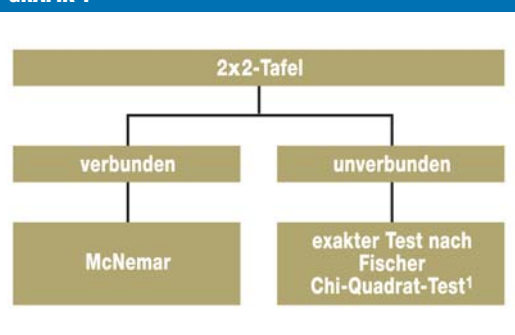 2x2-Tafel
verbunden
unverbunden
McNemar
exakter Test nach
Fischer
Chi-Quadrat-Test¹